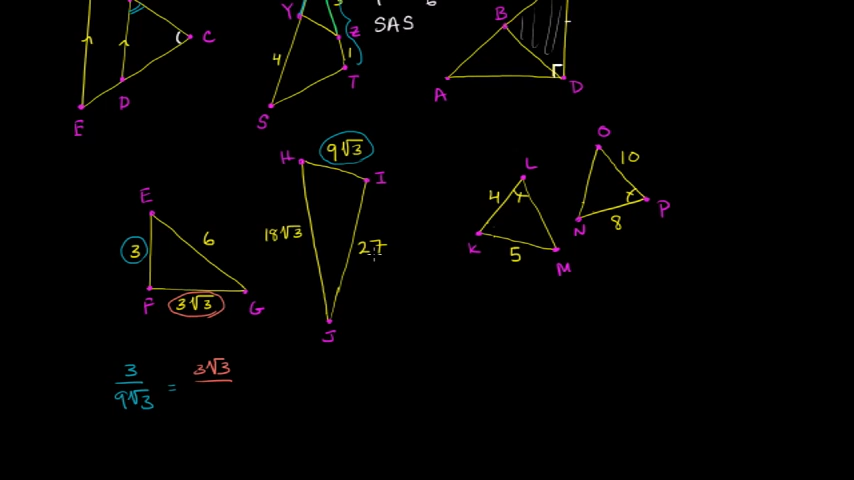 Y
Z
SAS
B
C
4
1
D
T
A
D
E
S
H
9√3
I
E
18√3
27
3
6
F
3√3
G
J
L
4
K
5
M
O
10
N
8
P
3
9√3
=
3√3